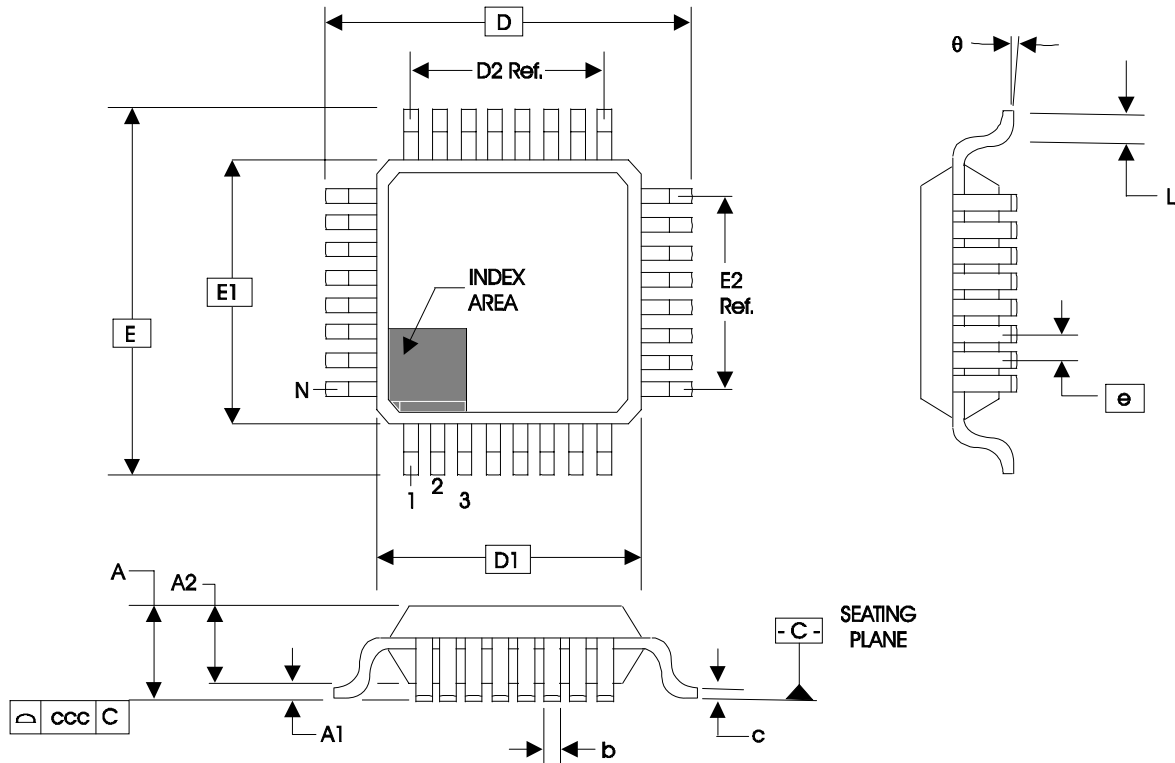 D
D2 Ref.
θ
L
E1
INDEX
AREA
E2
Ref.
E
N
e
1
2
3
D1
A
A2
- C -
SEATING
PLANE
ccc C
A1
b
c